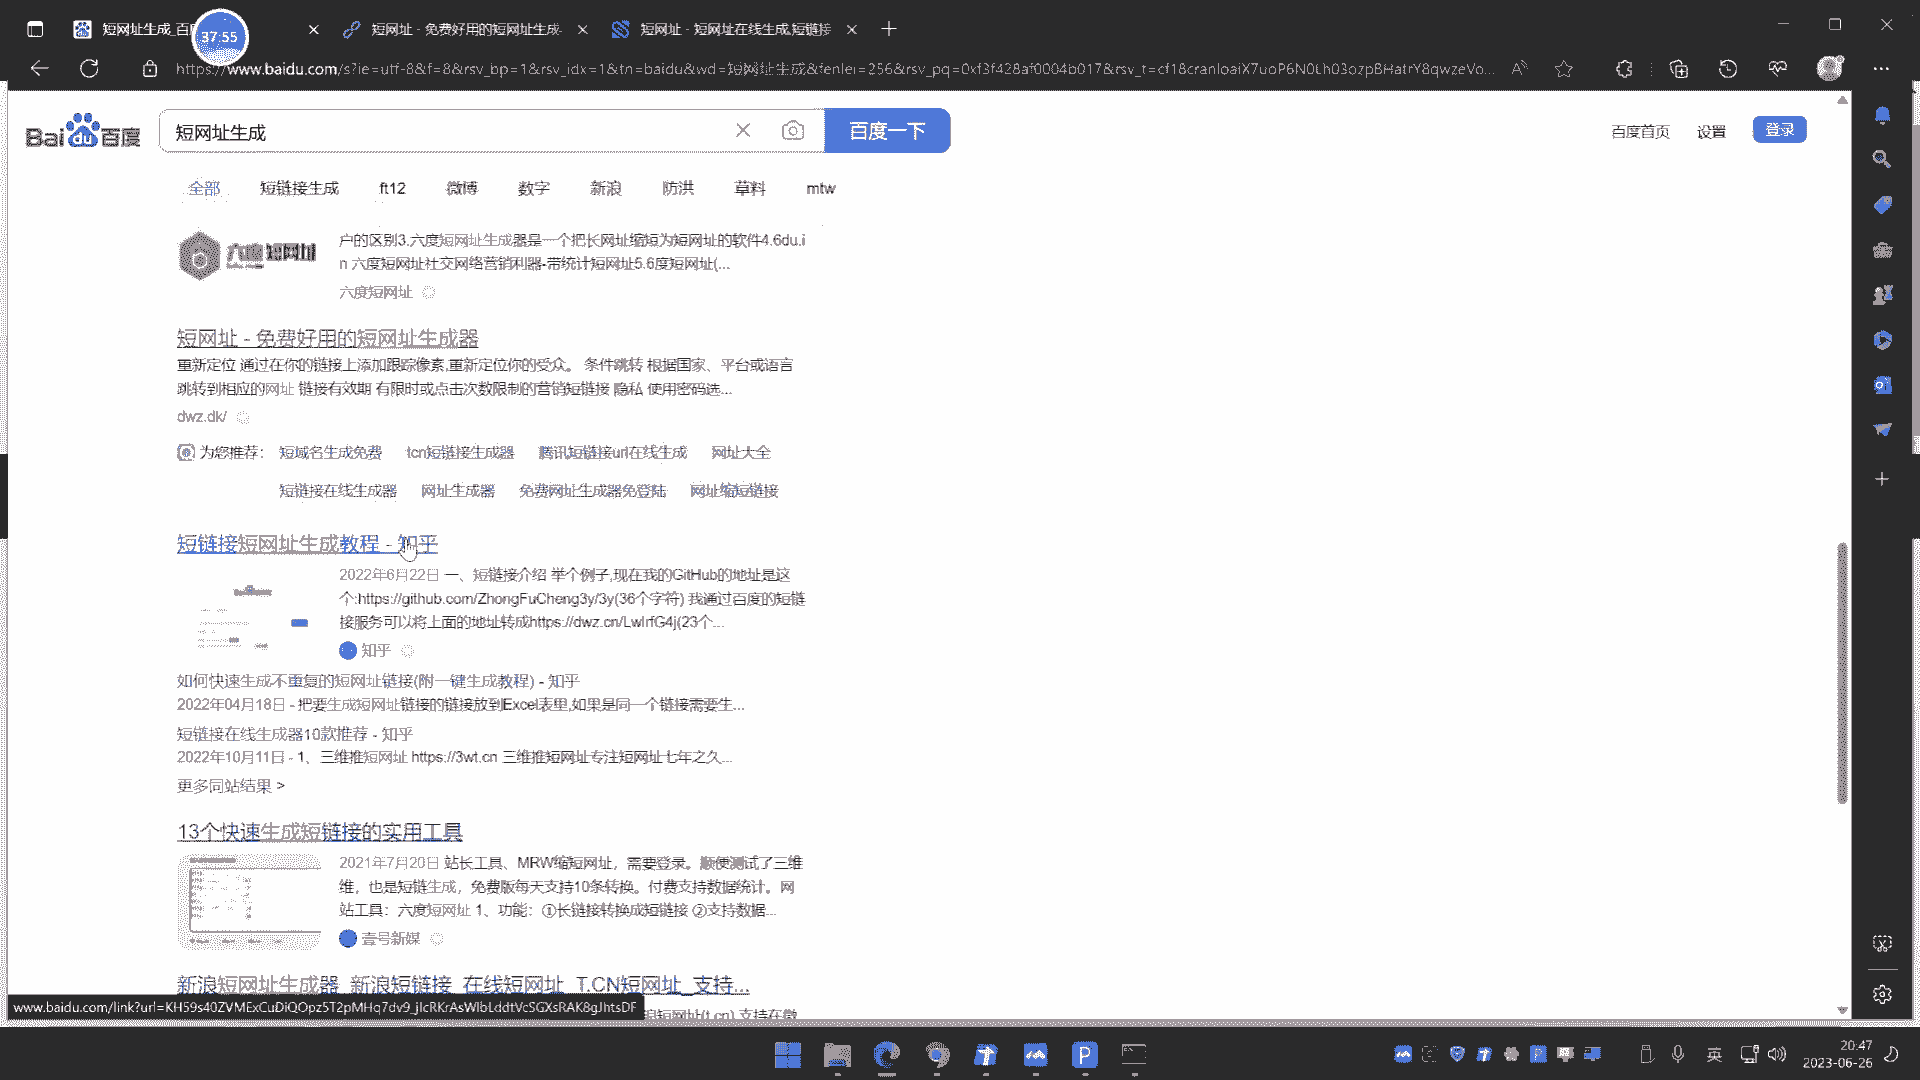 短网址生成_百
37:55
短网址 - 免费好用的短网址生成
短网址 - 短网址在线生成,短链接
https://www.baidu.com/s?ie=utf-8&f=8&rsv_bp=1&rsv_idx=1&tn=baidu&wd=短网址生成&fenlei=256&rsv_pq=0xf3f428af0004b017&rsv_t=
Bai du 百度
短网址生成
百度一下
百度首页
设置
登录
全部
短链接生成
ft12
微博
数字
新浪
防洪
草料
mtw
六度短网址
户的区别3.六度短网址生成器是一个把长网址缩短为短网址的软件4.6du.i
n 六度短网址社交网络营销利器-带统计短网址5.6度短网址(...
六度短网址
短网址 - 免费好用的短网址生成器
重新定位 通过在你的链接上添加跟踪像素,重新定位你的受众。 条件跳转 根据国家、平台或语言
跳转到相应的网址 链接有效期 有限时或点击次数限制的营销短链接 隐私 使用密码选...
dwz.dk/
为您推荐:
短域名生成免费
tcn短链接生成器
腾讯短链接url在线生成
网址大全
短链接在线生成器
网址生成器
免费网址生成器免登陆
网址缩短链接
短链接短网址生成教程 - 知乎
2022年6月22日 一、短链接介绍 举个例子,现在我的GitHub的地址是这
个:https://github.com/ZhongFuCheng3y/3y(36个字符) 我通过百度的短链
接服务可以将上面的地址转成https://dwz.cn/LwIrfG4j(23个...
知乎
如何快速生成不重复的短网址链接(附一键生成教程) - 知乎
2022年04月18日 - 把要生成短网址链接的链接放到Excel表里,如果是同一个链接需要生...
短链接在线生成器10款推荐 - 知乎
2022年10月11日 - 1、三维推短网址 https://3wt.cn 三维推短网址专注短网址七年之久...
更多同站结果 >
13个快速生成短链接的实用工具
2021年7月20日 站长工具、MRW缩短网址，需要登录。顺便测试了三维
维，也是短链生成，免费版每天支持10条转换。付费支持数据统计。网
站工具：六度短网址 1、功能：①长链接转换成短链接 ②支持数据...
壹号新媒
新浪短网址生成器_新浪短链接_在线短网址_T.CN短网址_支持...
短网址(t.cn) 支持在微
英
20:47
2023-06-26